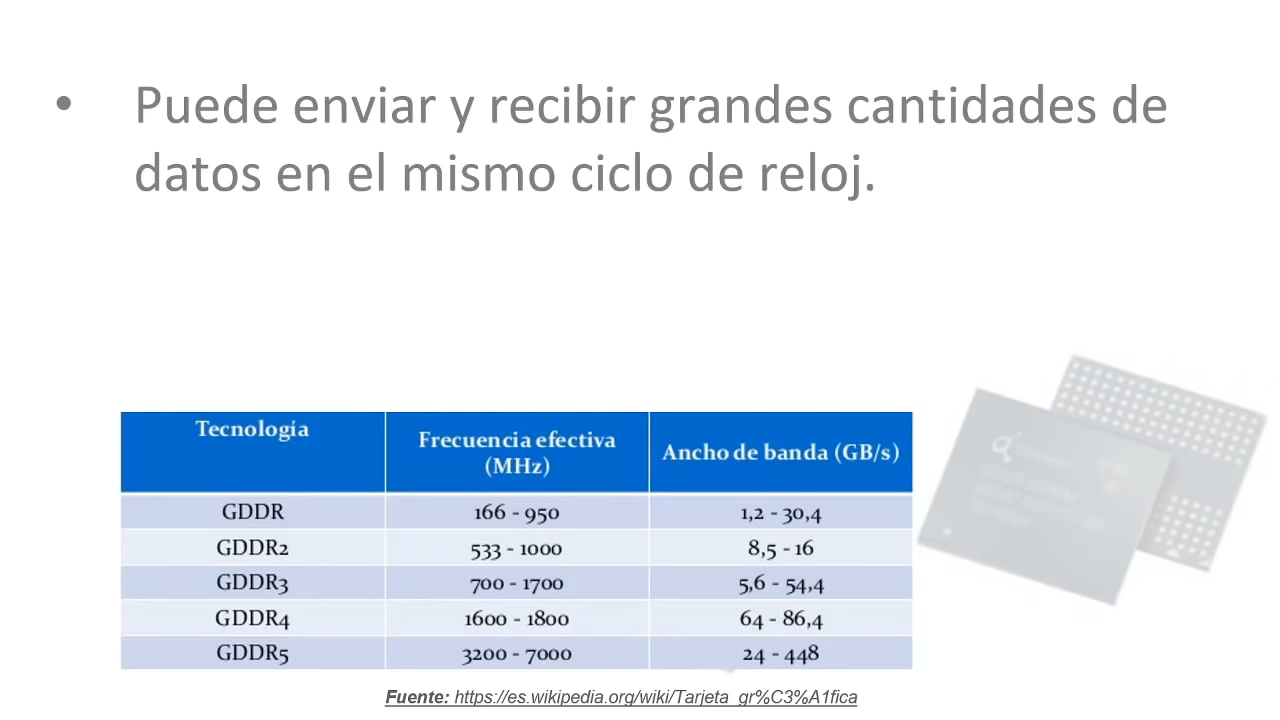 • Puede enviar y recibir grandes cantidades de
datos en el mismo ciclo de reloj.
Tecnología Frecuencia efectiva (MHz) Ancho de banda (GB/s)
GDDR 166 - 950 1,2 - 30,4
GDDR2 533 - 1000 8,5 - 16
GDDR3 700 - 1700 5,6 - 54,4
GDDR4 1600 - 1800 64 - 86,4
GDDR5 3200 - 7000 24 - 448
Fuente: https://es.wikipedia.org/wiki/Tarjeta_gr%C3%A1fica